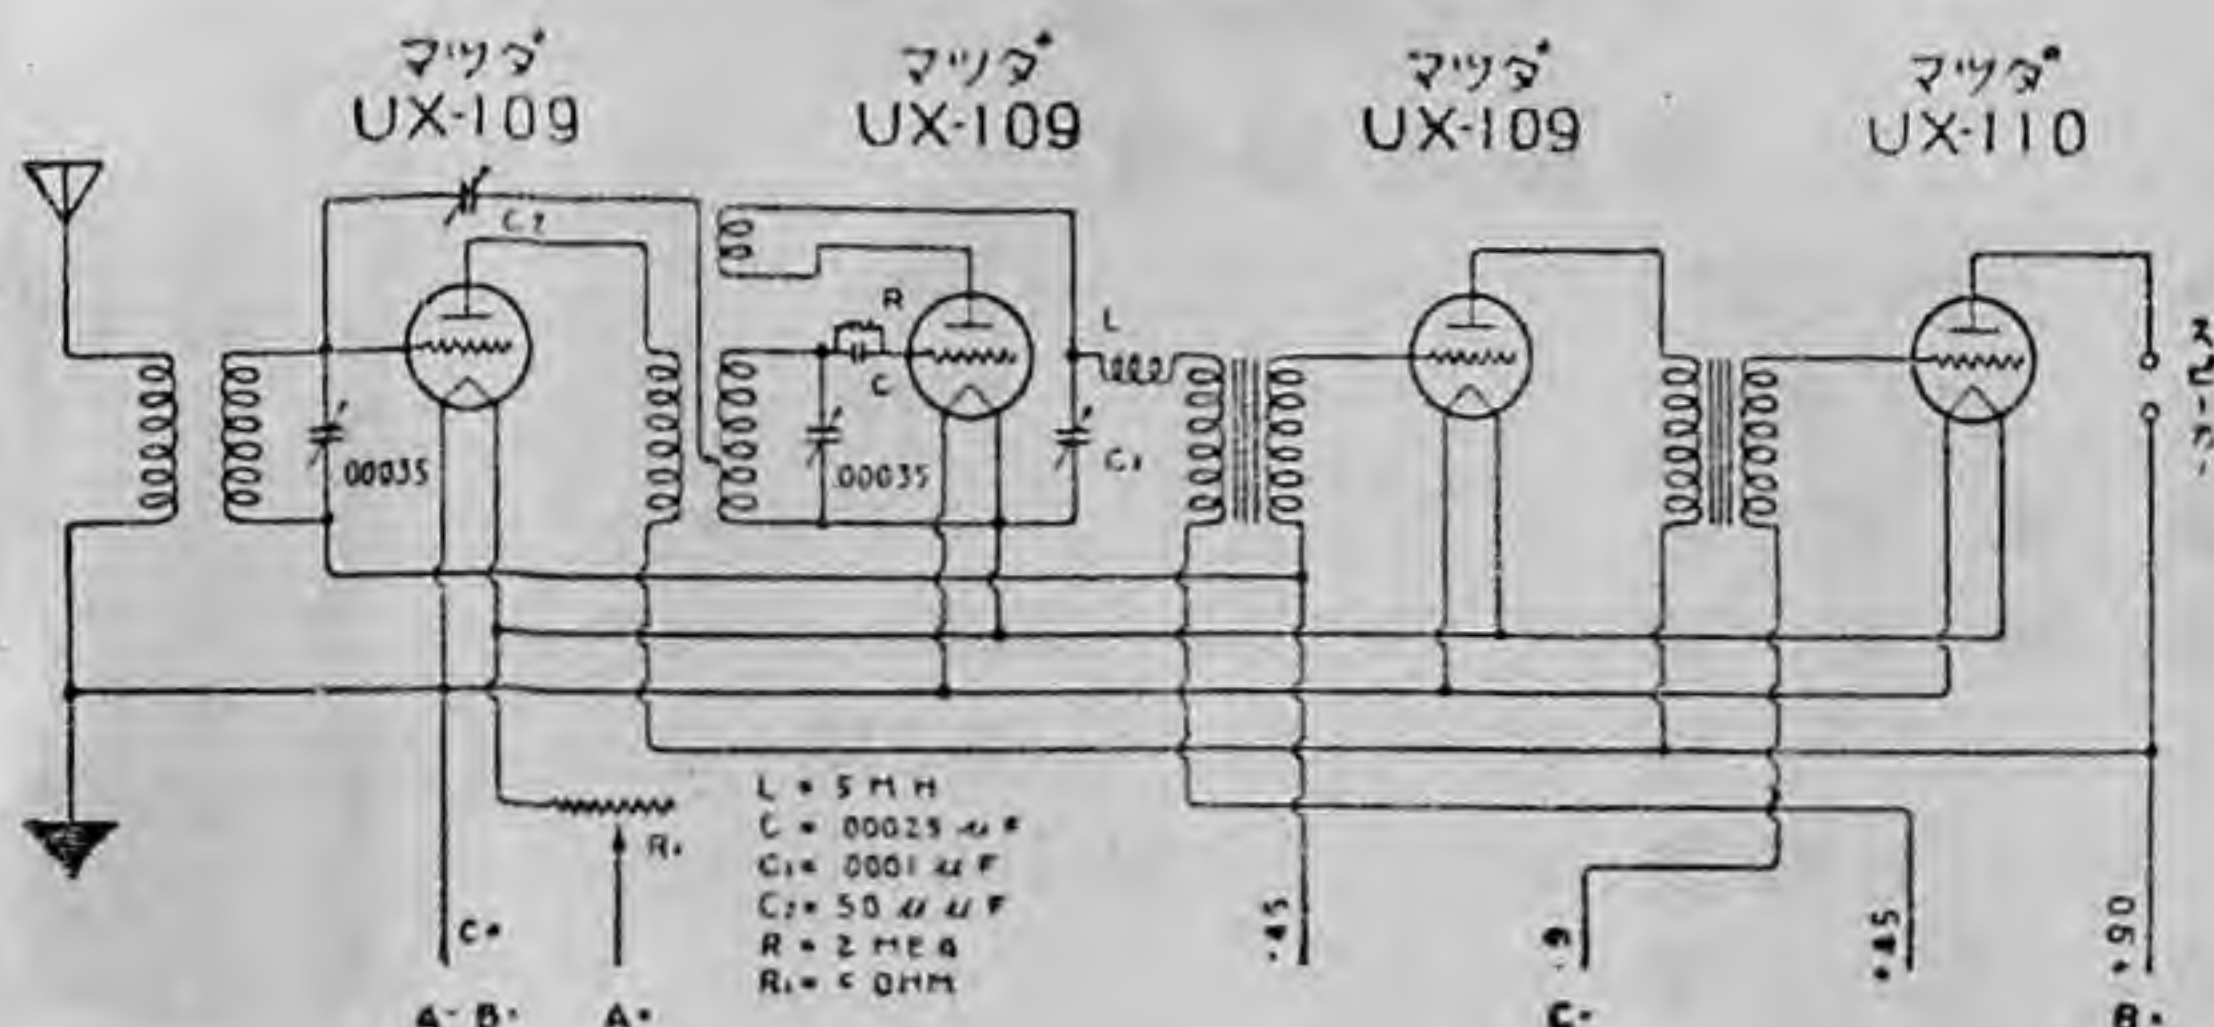 マツダ
UX-109
マツダ
UX-109
マツダ
UX-109
マツダ
UX-110
C2
R
C
L
.00035
.00035
C1
R1
L = 5 MH
C = .00025 μF
C1= .0001 μF
C2= 50 μμF
R = 2 MEG
OHM
C+
-9
+45
+90
A- B-
A+
C-
B+